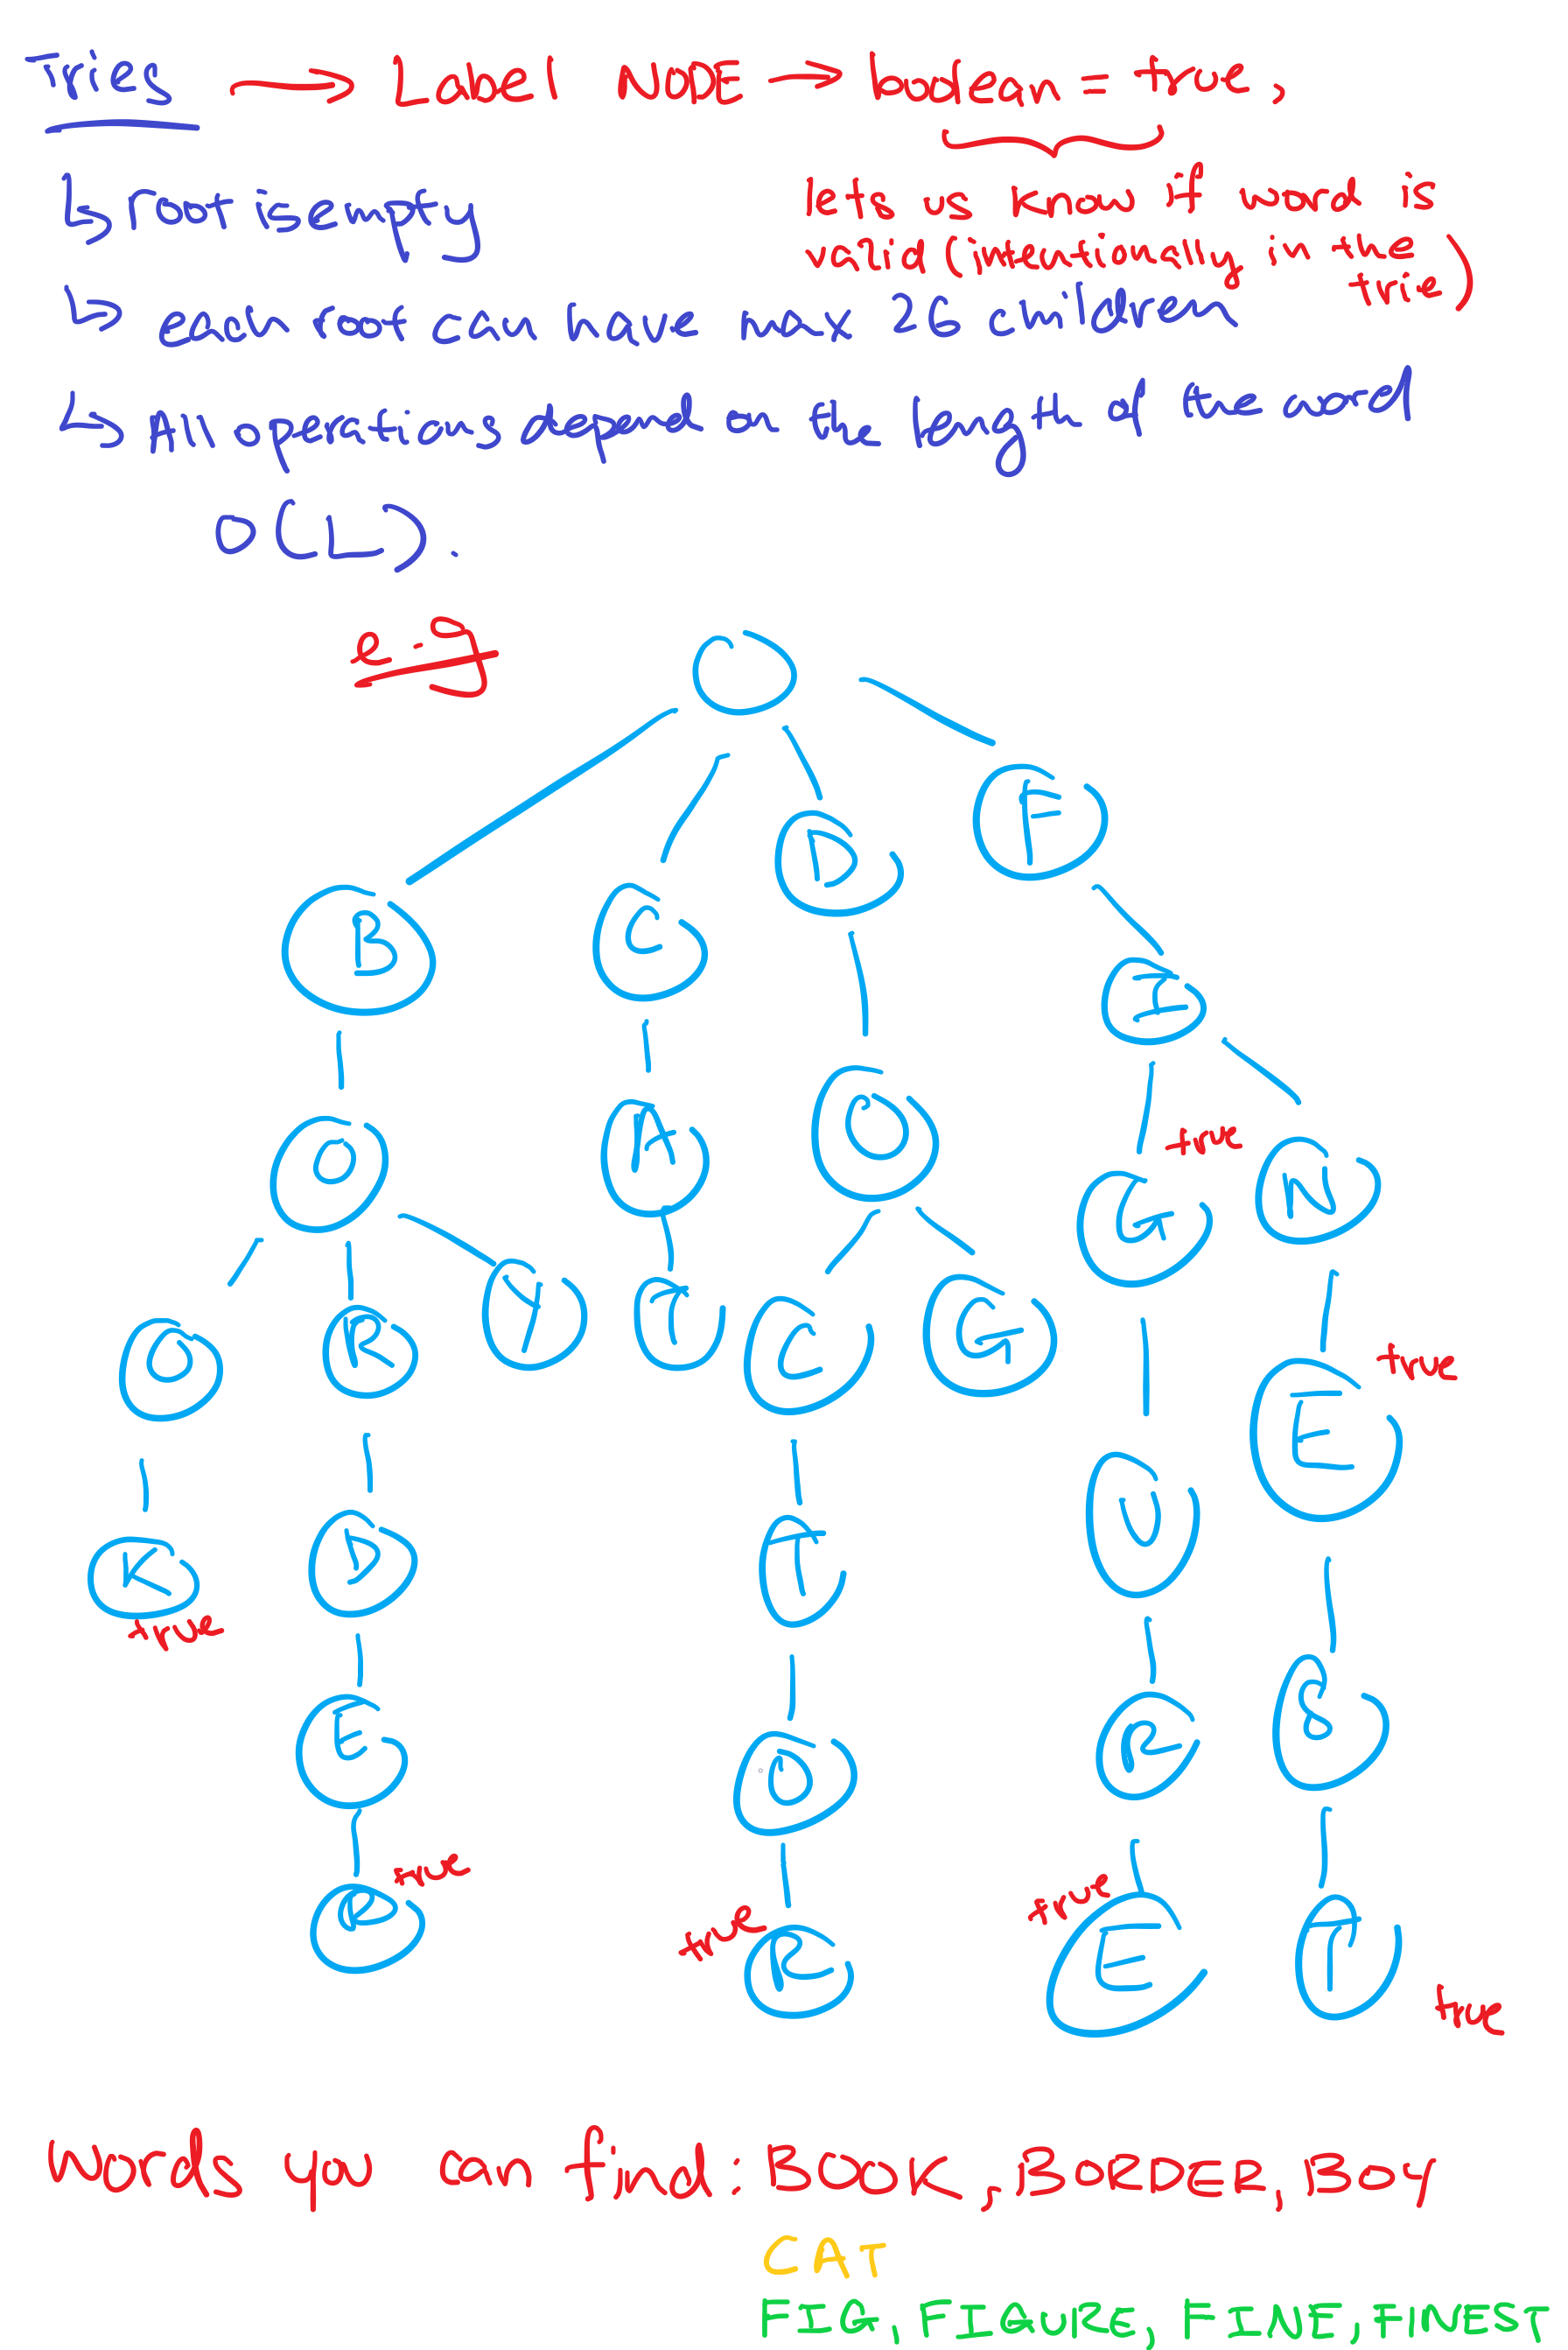 Tries → Label NODE → boolean = true,
lets us know if word is
valid (intentionally in the
trie)
↳ root is empty
↳ each root can have max 26 children
↳ All operations depend on the length of the word
O(L).
e.g
F
D
B C
I
O A O
true
G N
O R Y T C G
E true
K D T U
true
E O R S
R true
true R
true E T
true
words you can find: BOOK, BORDER, BOY
CAT
FIG, FIGURE, FINE, FINEST